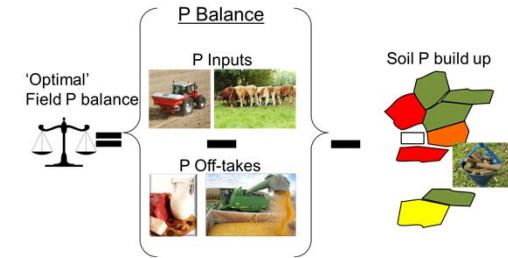 P Balance
P Inputs
Soil P build up
‘Optimal’
Field P balance
P Off-takes